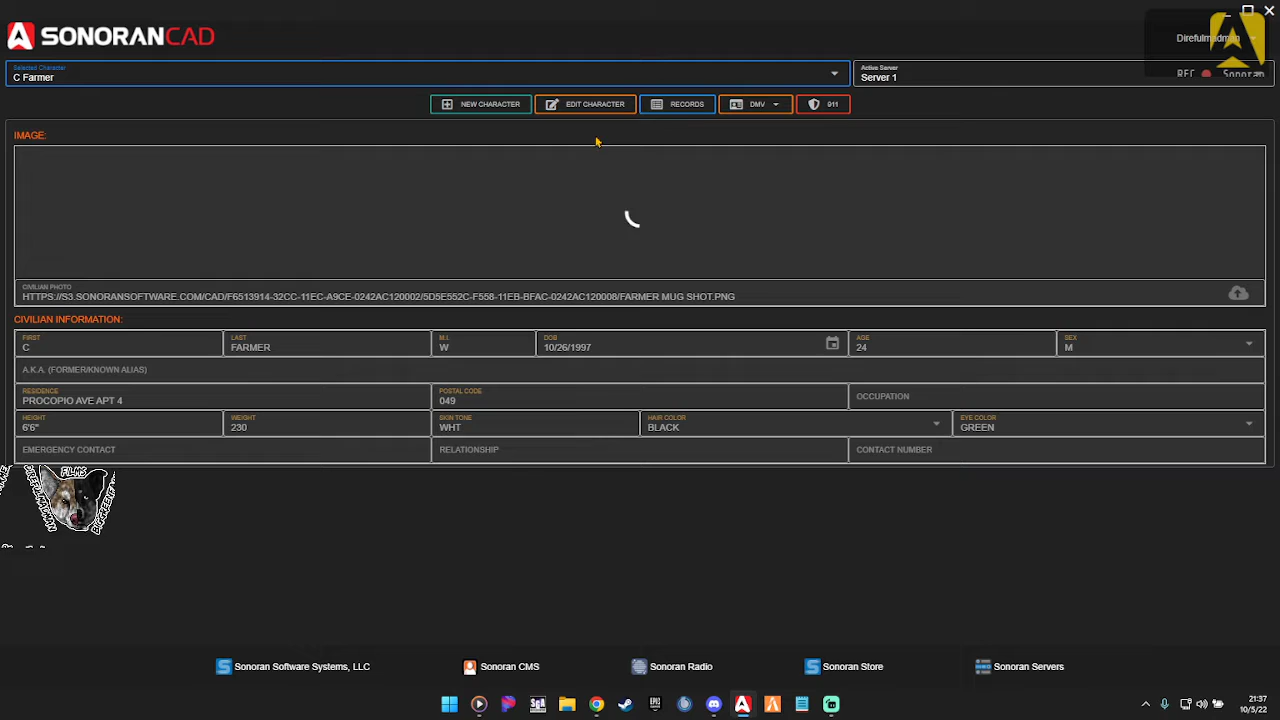 SONORANCAD
Direfulmadman
REC Sonoran
Selected Character
C Farmer
Active Server
Server 1
NEW CHARACTER
EDIT CHARACTER
RECORDS
DMV
911
IMAGE:
CIVILIAN PHOTO
HTTPS://S3.SONORANSOFTWARE.COM/CAD/F6513914-32CC-11EC-A9CE-0242AC120002/5D5E552C-F558-11EB-BFAC-0242AC120008/FARMER MUG SHOT.PNG
CIVILIAN INFORMATION:
FIRST
C
LAST
FARMER
M.I.
W
DOB
10/26/1997
AGE
24
SEX
M
A.K.A. (FORMER/KNOWN ALIAS)
RESIDENCE
PROCOPIO AVE APT 4
POSTAL CODE
049
OCCUPATION
HEIGHT
6'6"
WEIGHT
230
SKIN TONE
WHT
HAIR COLOR
BLACK
EYE COLOR
GREEN
EMERGENCY CONTACT
RELATIONSHIP
CONTACT NUMBER
FILMS
DIREFULMADMAN
Sonoran Software Systems, LLC
Sonoran CMS
Sonoran Radio
Sonoran Store
Sonoran Servers
21:37
10/5/22